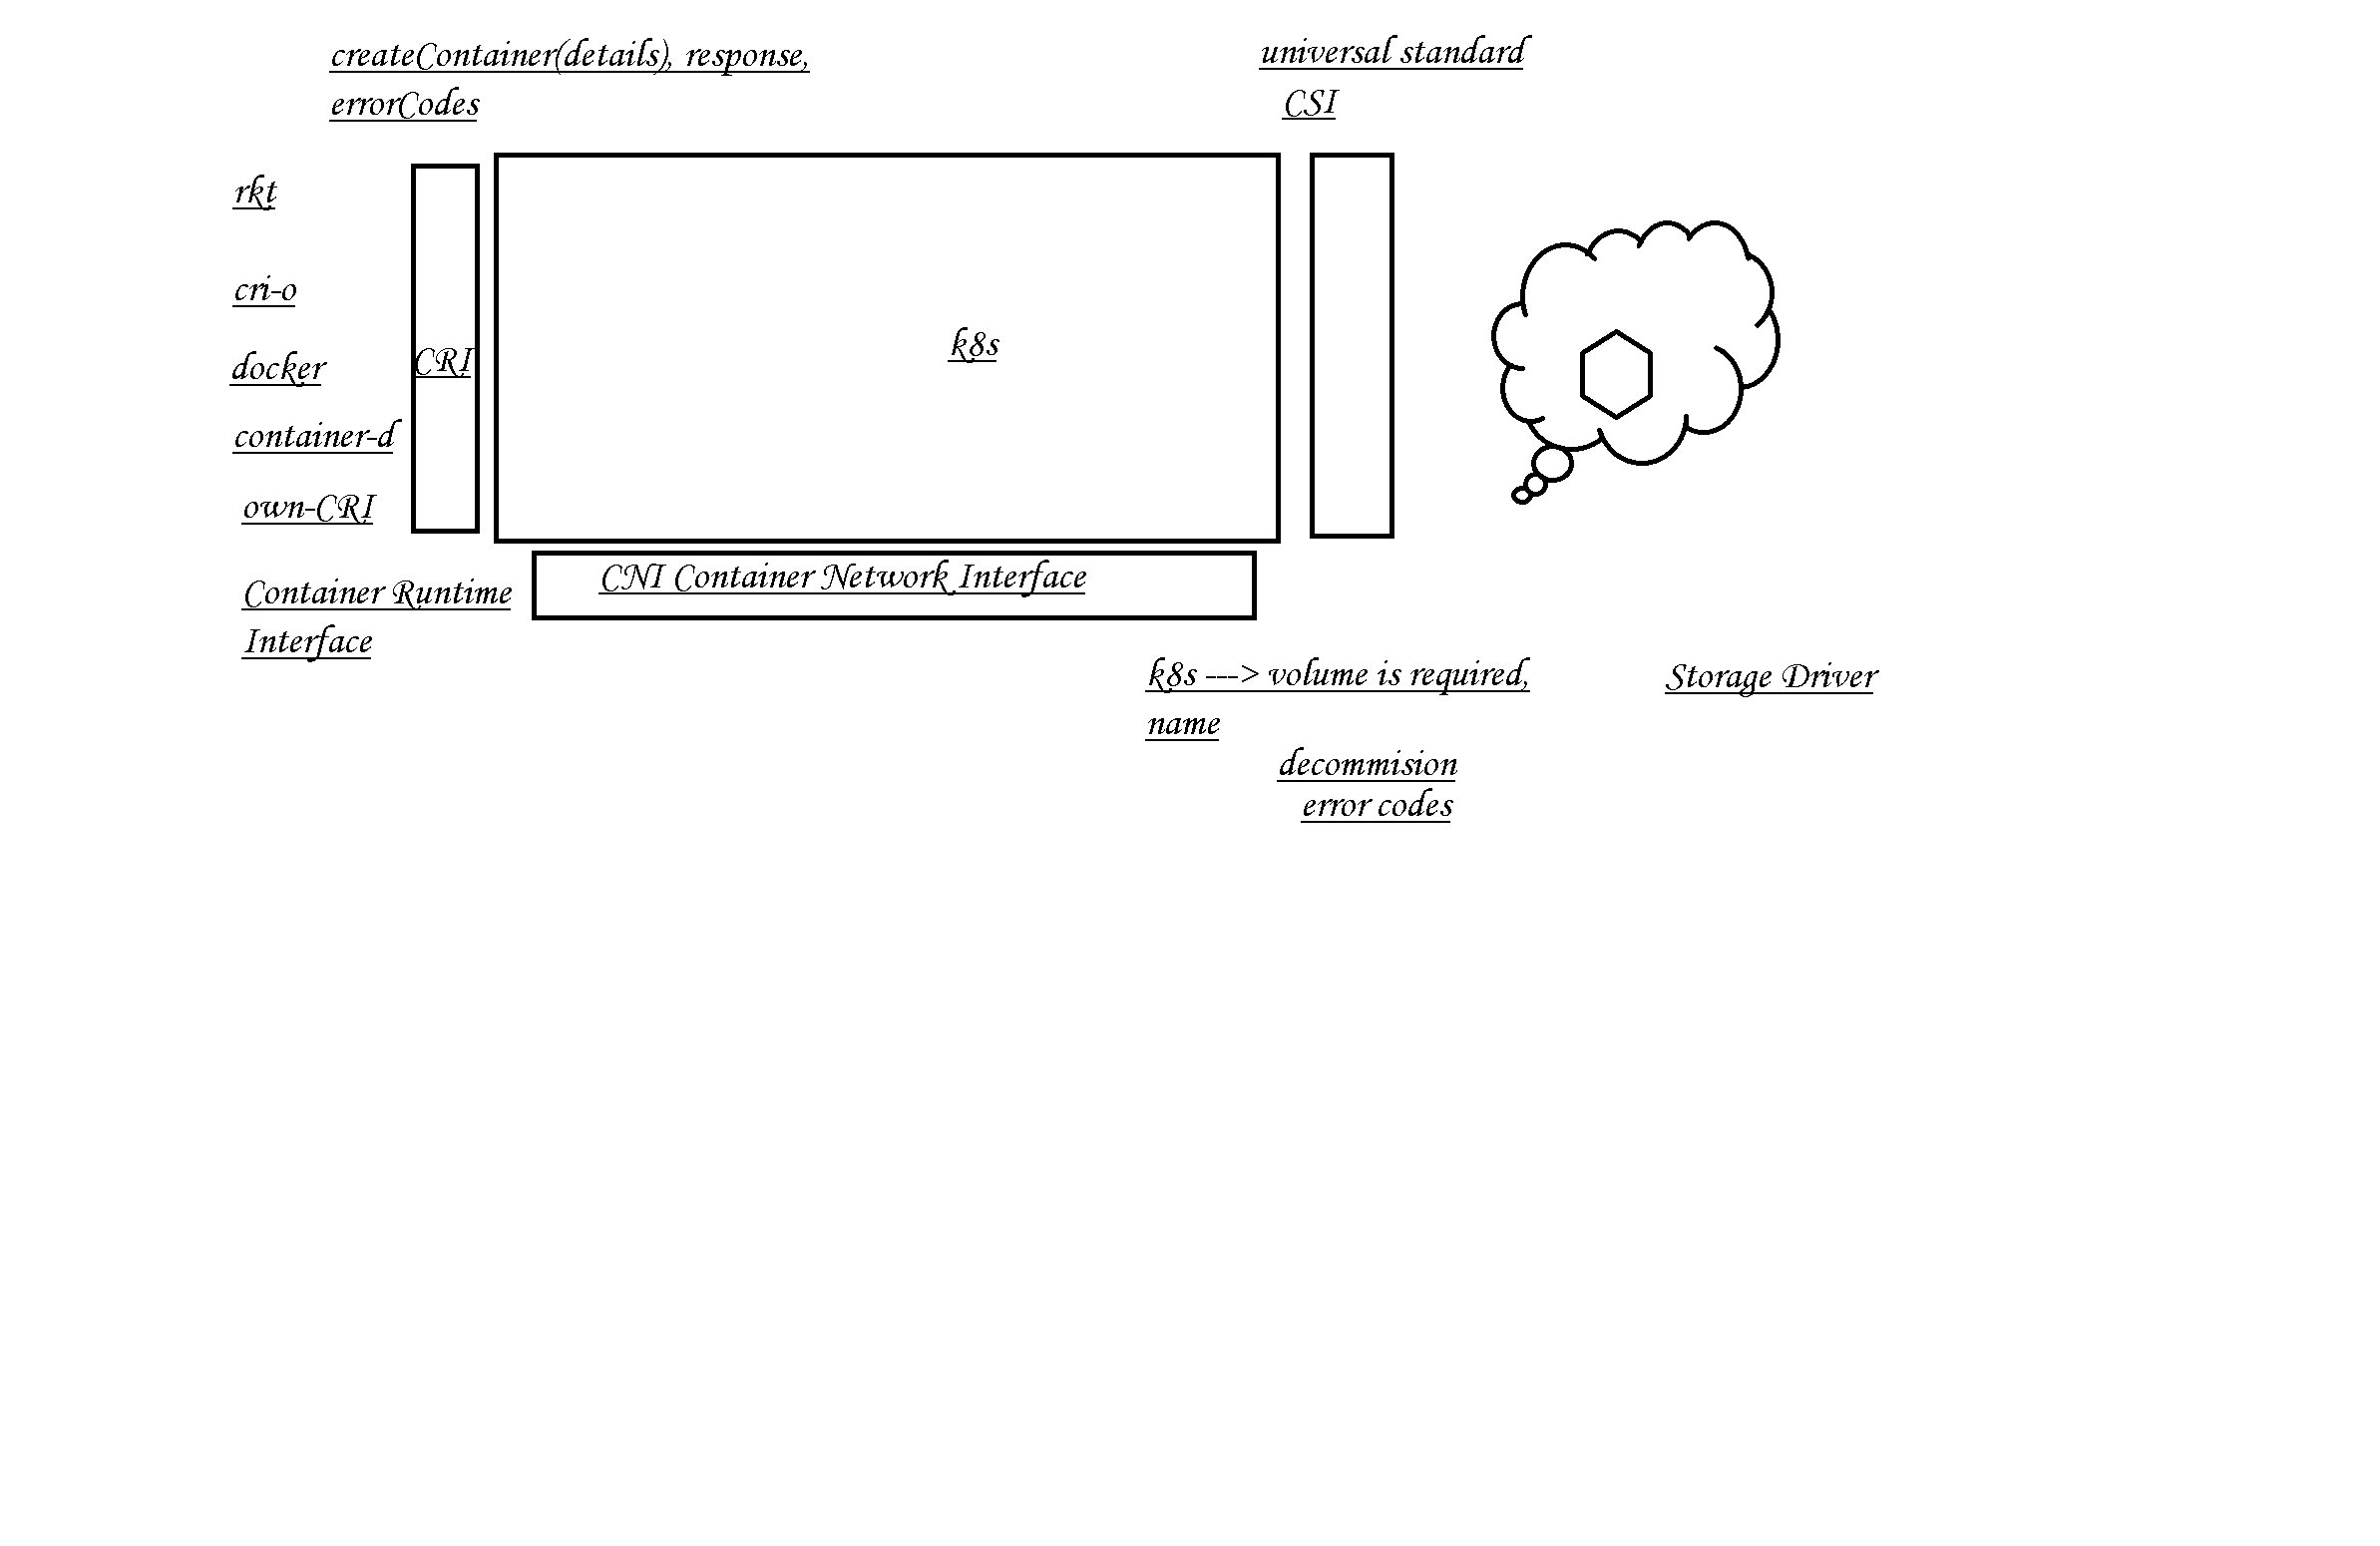 createContainer(details), response,
errorCodes
universal standard
CSI
rkt
cri-o
docker
CRI
k8s
container-d
own-CRI
Container Runtime
Interface
CNI Container Network Interface
k8s ---> volume is required,
name
Storage Driver
decommision
error codes